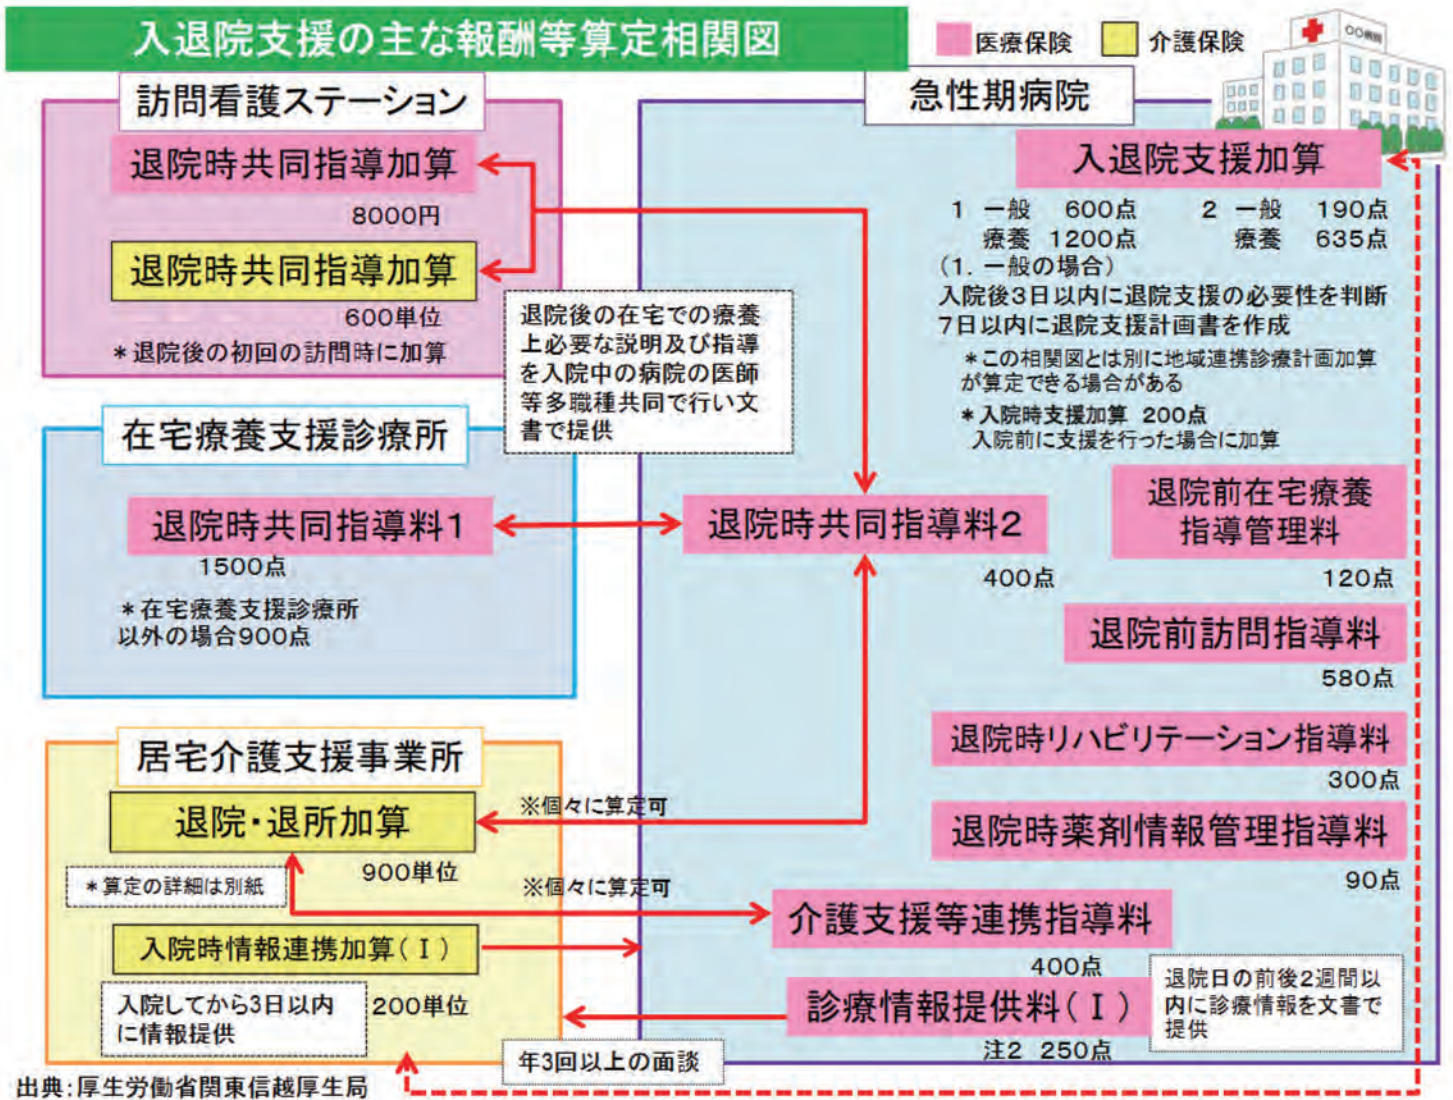 入退院支援の主な報酬等算定相関図
医療保険
介護保険
〇〇病院
訪問看護ステーション
退院時共同指導加算
8000円
退院時共同指導加算
600単位
*退院後の初回の訪問時に加算
退院後の在宅での療養
上必要な説明及び指導
を入院中の病院の医師
等多職種共同で行い文
書で提供
在宅療養支援診療所
退院時共同指導料1
1500点
*在宅療養支援診療所
以外の場合900点
居宅介護支援事業所
退院・退所加算
900単位
*算定の詳細は別紙
※個々に算定可
※個々に算定可
入院時情報連携加算(Ⅰ)
200単位
入院してから3日以内
に情報提供
年3回以上の面談
急性期病院
入退院支援加算
1 一般 600点 2 一般 190点
療養 1200点 療養 635点
(1. 一般の場合)
入院後3日以内に退院支援の必要性を判断
7日以内に退院支援計画書を作成
*この相関図とは別に地域連携診療計画加算
が算定できる場合がある
*入院時支援加算 200点
入院前に支援を行った場合に加算
退院時共同指導料2
400点
退院前在宅療養
指導管理料
120点
退院前訪問指導料
580点
退院時リハビリテーション指導料
300点
退院時薬剤情報管理指導料
90点
介護支援等連携指導料
400点
診療情報提供料(Ⅰ)
注2 250点
退院日の前後2週間以
内に診療情報を文書で
提供
出典:厚生労働省関東信越厚生局